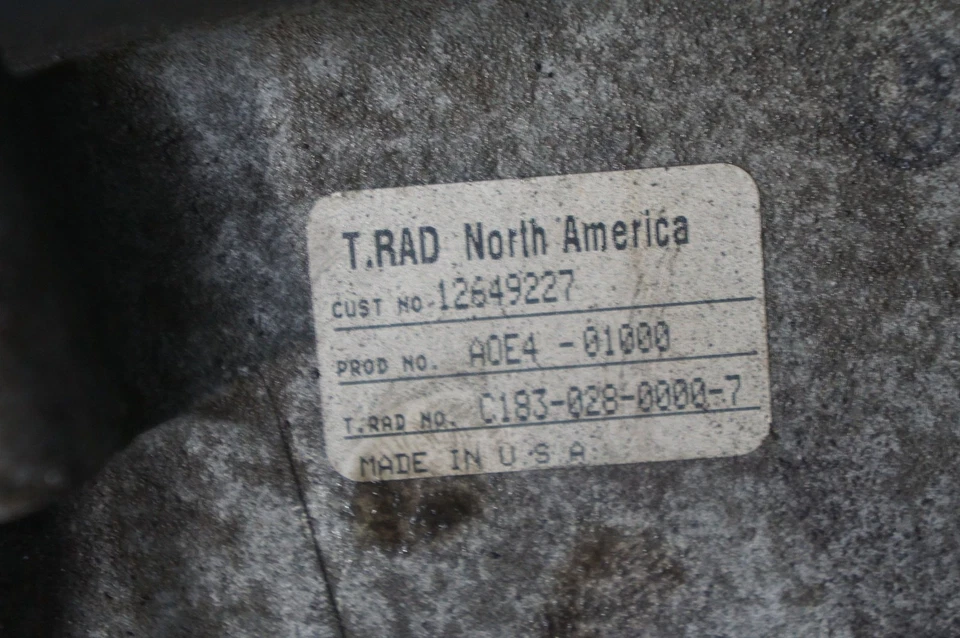 T.RAD North America
CUST NO. 12649227
PROD NO. AOE4 -01000
T.RAD NO. C183-028-0000-7
MADE IN U S A